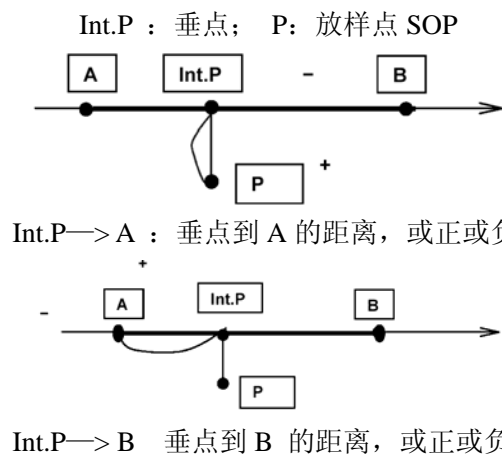 Int.P ：垂点； P：放样点 SOP
A Int.P - B
P +
Int.P—>A ：垂点到 A 的距离，或正或负
+
- A Int.P B
P
Int.P—>B 垂点到 B 的距离，或正或负